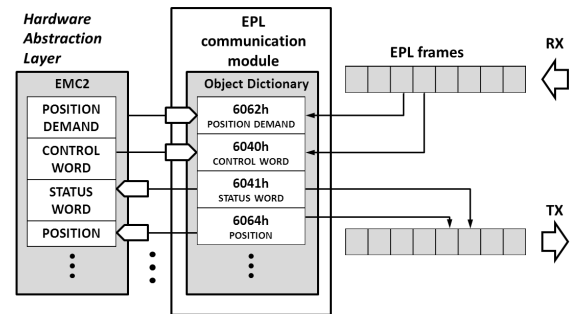 Hardware
Abstraction
Layer
EMC2
POSITION
DEMAND
CONTROL
WORD
STATUS
WORD
POSITION
EPL
communication
module
Object Dictionary
6062h
POSITION DEMAND
6040h
CONTROL WORD
6041h
STATUS WORD
6064h
POSITION
EPL frames
RX
TX